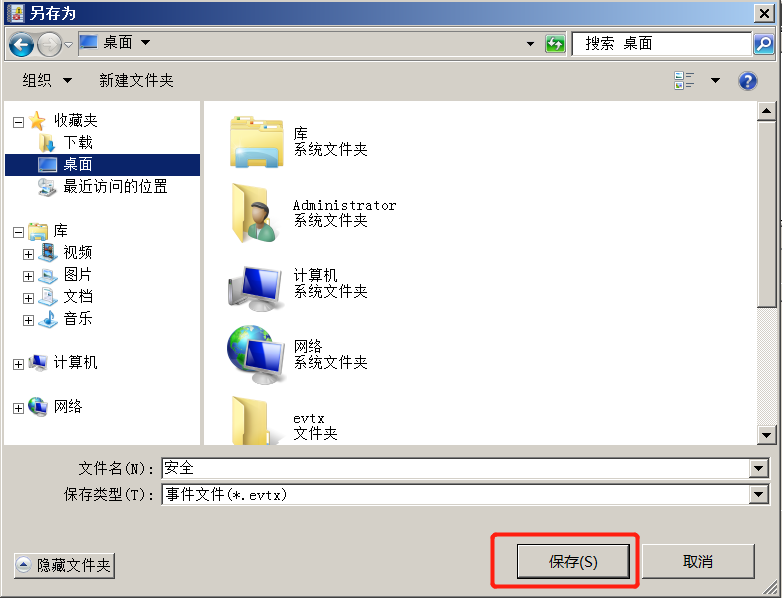 另存为
桌面
搜索 桌面
组织
新建文件夹
收藏夹
下载
桌面
最近访问的位置
库
视频
图片
文档
音乐
计算机
网络
库
系统文件夹
Administrator
系统文件夹
计算机
系统文件夹
网络
系统文件夹
evtx
文件夹
文件名(N):
安全
保存类型(T):
事件文件(*.evtx)
隐藏文件夹
保存(S)
取消